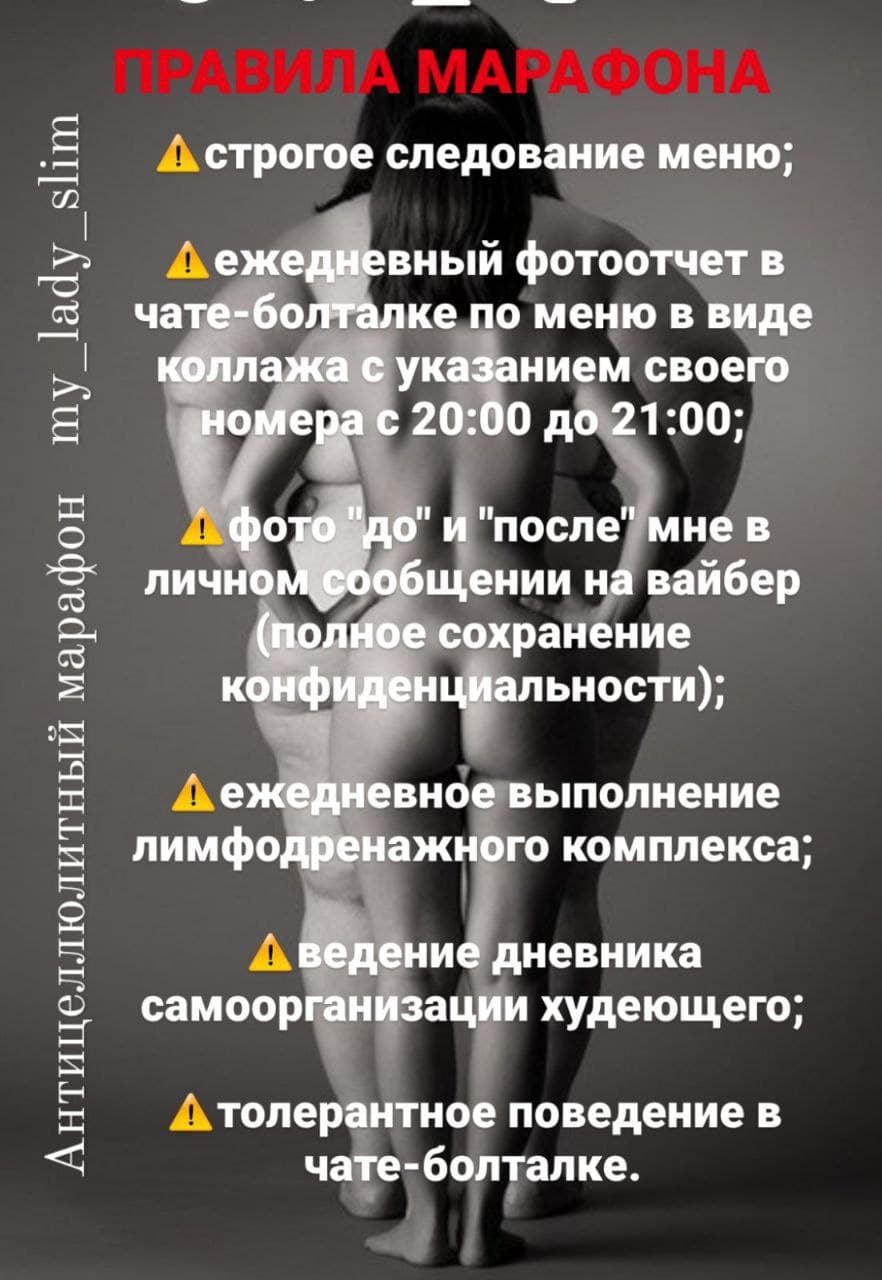 ПРАВИЛА МАРАФОНА
⚠️строгое следование меню;
⚠️ежедневный фотоотчет в
чате-болталке по меню в виде
коллажа с указанием своего
номера с 20:00 до 21:00;
⚠️фото "до" и "после" мне в
личном сообщении на вайбер
(полное сохранение
конфиденциальности);
⚠️ежедневное выполнение
лимфодренажного комплекса;
⚠️ведение дневника
самоорганизации худеющего;
⚠️толерантное поведение в
чате-болталке.
Антицеллюлитный марафон my_lady_slim